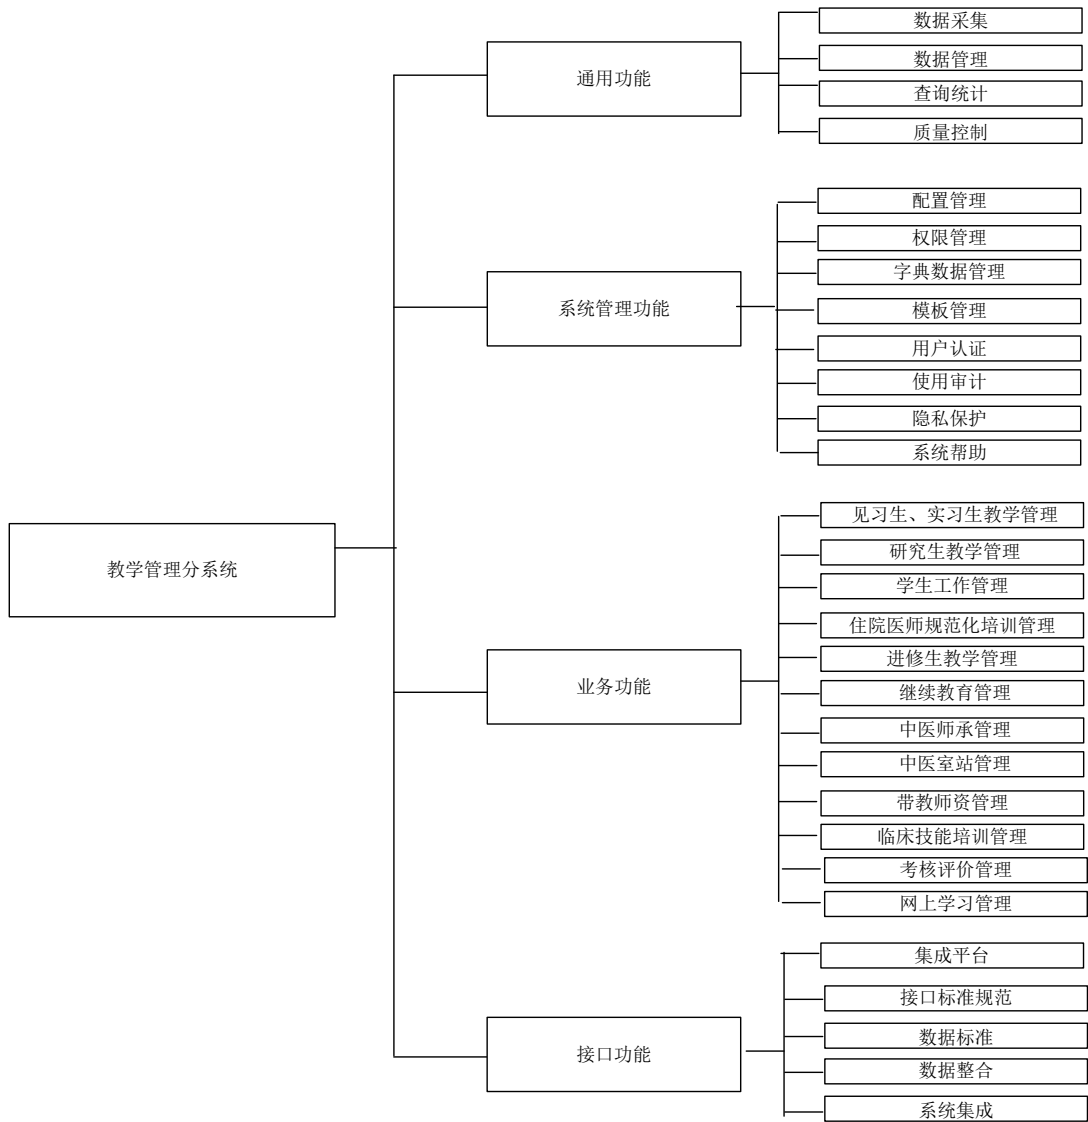 教学管理分系统
通用功能
数据采集
数据管理
查询统计
质量控制
系统管理功能
配置管理
权限管理
字典数据管理
模板管理
用户认证
使用审计
隐私保护
系统帮助
业务功能
见习生、实习生教学管理
研究生教学管理
学生工作管理
住院医师规范化培训管理
进修生教学管理
继续教育管理
中医师承管理
中医室站管理
带教师资管理
临床技能培训管理
考核评价管理
网上学习管理
接口功能
集成平台
接口标准规范
数据标准
数据整合
系统集成